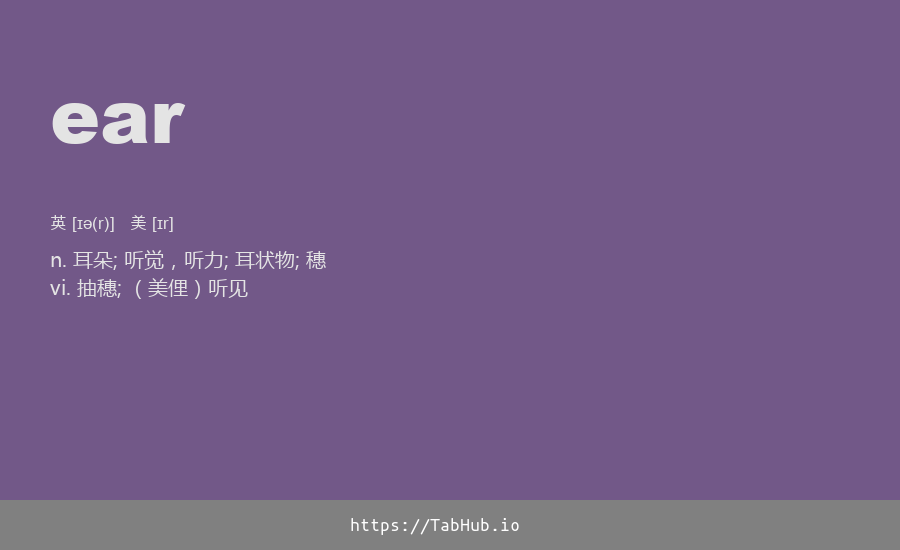 ear
英 [ɪə(r)] 美 [ɪr]
n. 耳朵; 听觉，听力; 耳状物; 穗
vi. 抽穗; （美俚）听见
https://TabHub.io